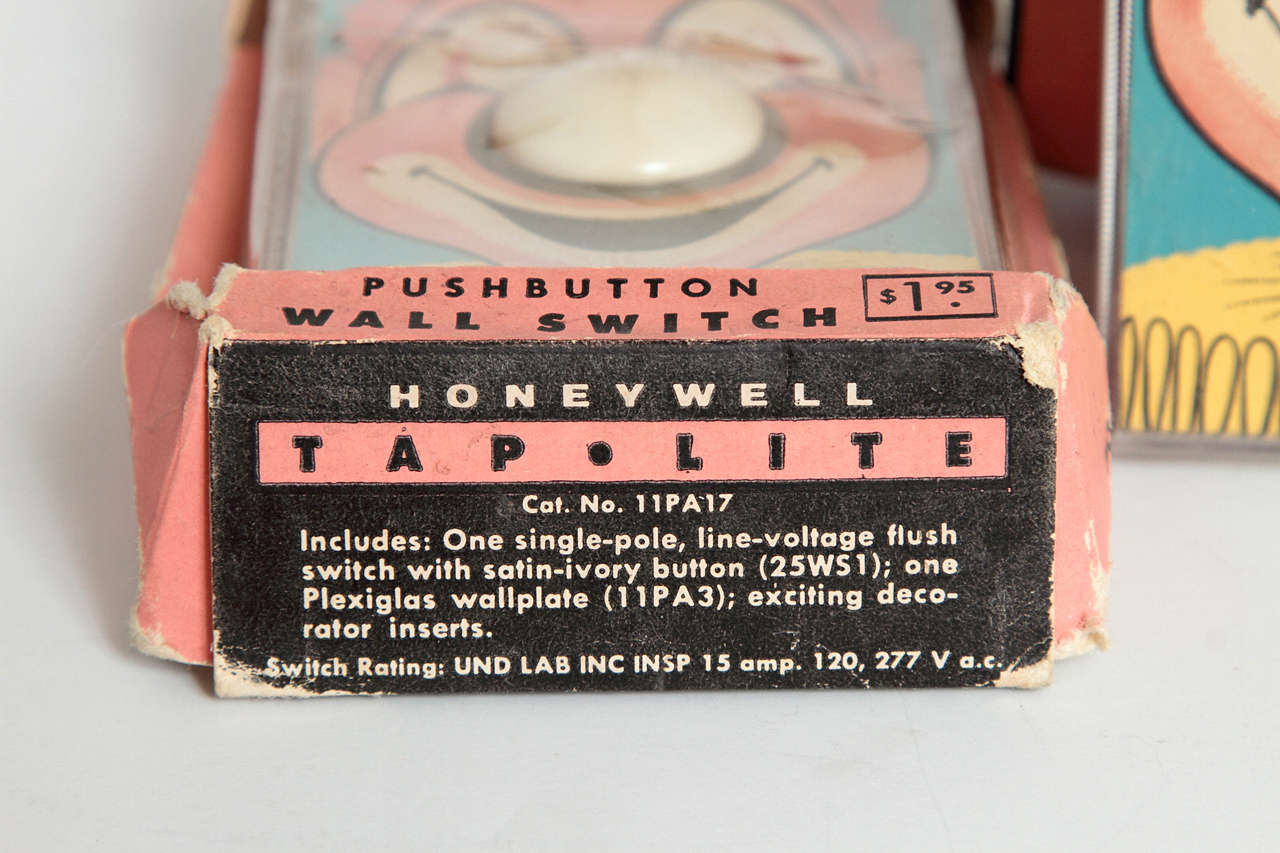 PUSHBUTTON
WALL SWITCH
$1.95
HONEYWELL
TAP • LITE
Cat. No. 11PA17
Includes: One single-pole, line-voltage flush
switch with satin-ivory button (25WS1); one
Plexiglas wallplate (11PA3); exciting deco-
rator inserts.
Switch Rating: UND LAB INC INSP 15 amp. 120, 277 V a.c.